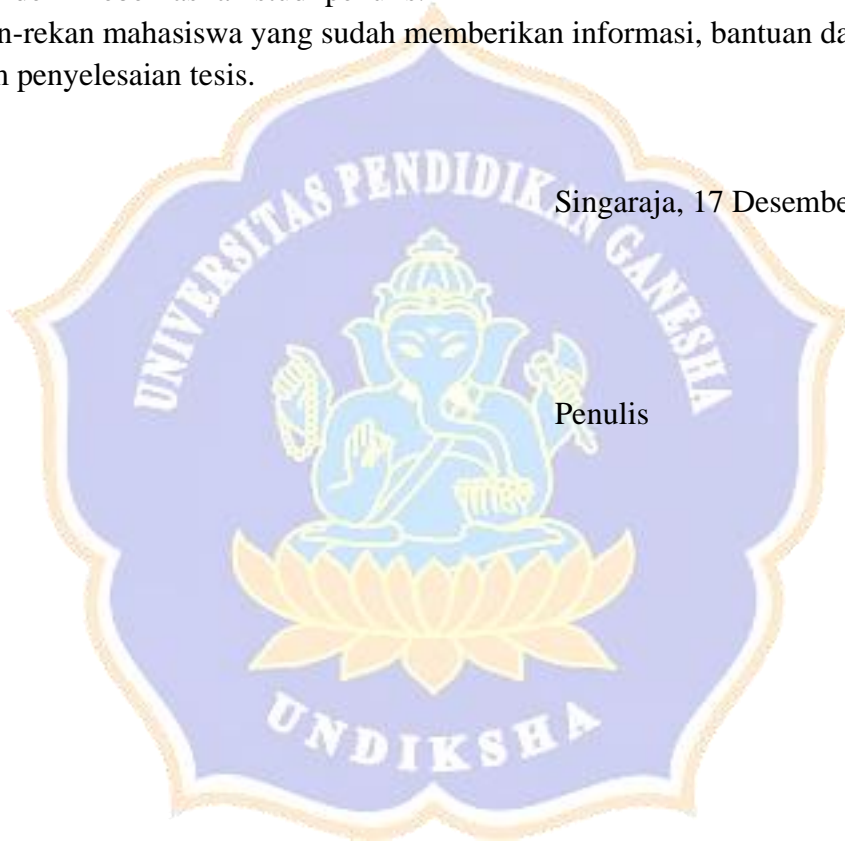 n-rekan mahasiswa yang sudah memberikan informasi, bantuan da
n penyelesaian tesis.
UNIVERSITAS PENDIDIKAN GANESHA
Singaraja, 17 Desembe
Penulis
UNDIKSHA